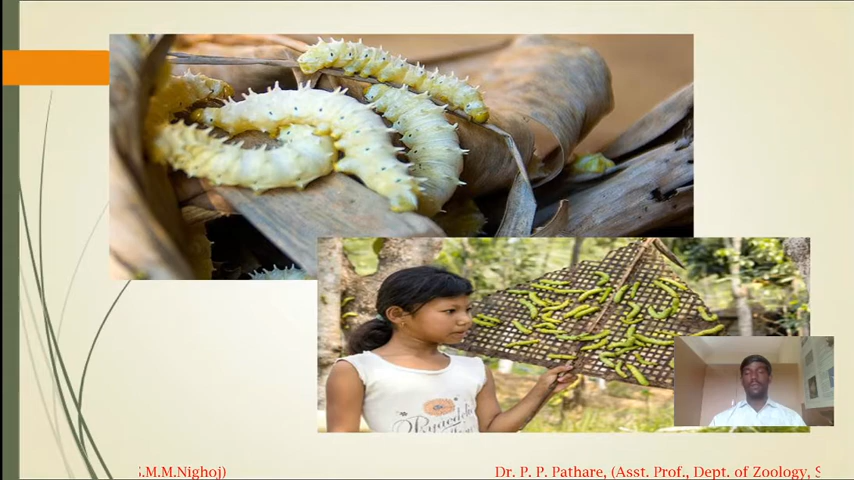 .M.M.Nighoj)
Dr. P. P. Pathare, (Asst. Prof., Dept. of Zoology, S